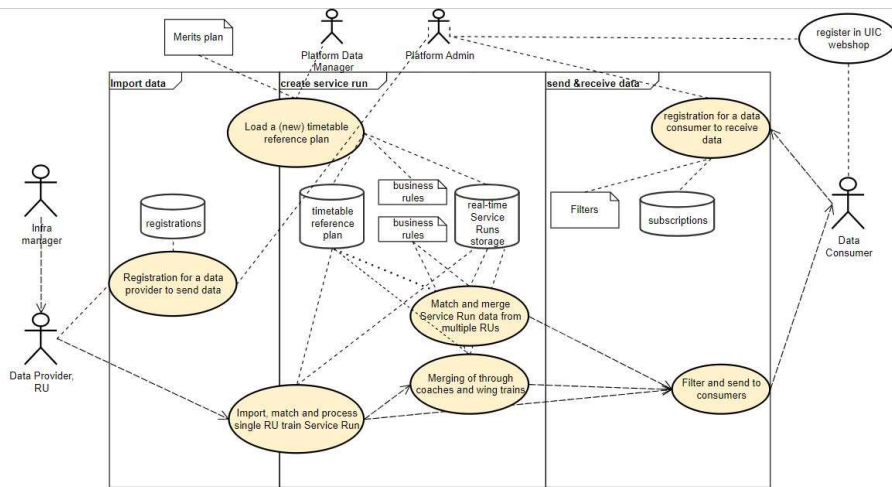 Merits plan
Platform Data
Manager
Platform Admin
register in UIC
webshop
Import data
create service run
send &receive data
Load a (new) timetable
reference plan
registration for a data
consumer to receive
data
Infra
manager
registrations
timetable
reference
plan
business
rules
business
rules
real-time
Service
Runs
storage
Filters
subscriptions
Data
Consumer
Registration for a data
provider to send data
Match and merge
Service Run data from
multiple RUs
Data Provider,
RU
Merging of through
coaches and wing trains
Filter and send to
consumers
Import, match and process
single RU train Service Run